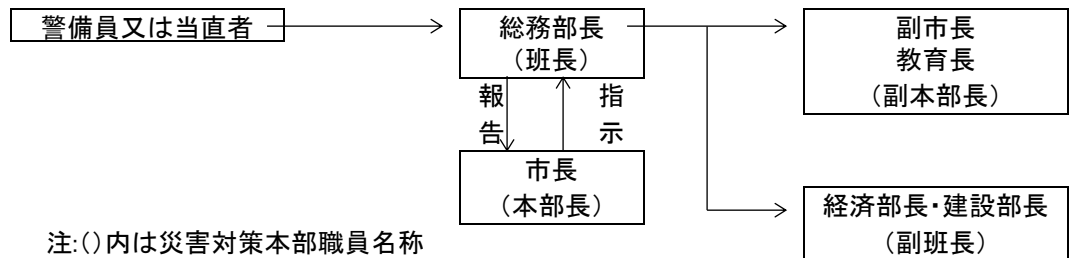 警備員又は当直者
総務部長
(班長)
副市長
教育長
(副本部長)
報告
指示
市長
(本部長)
経済部長・建設部長
(副班長)
注:()内は災害対策本部職員名称